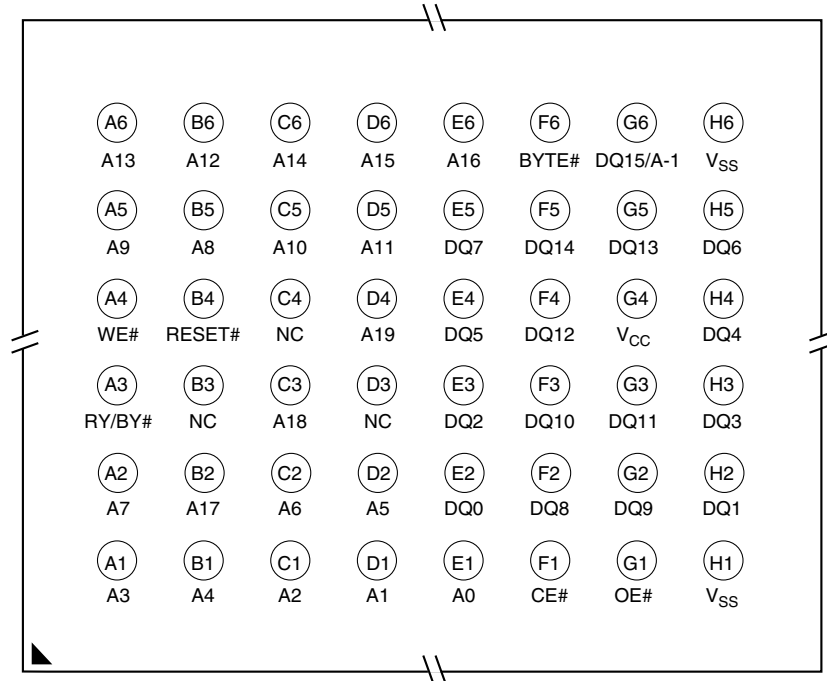 A6 B6 C6 D6 E6 F6 G6 H6
A13 A12 A14 A15 A16 BYTE# DQ15/A-1 VSS
A5 B5 C5 D5 E5 F5 G5 H5
A9 A8 A10 A11 DQ7 DQ14 DQ13 DQ6
A4 B4 C4 D4 E4 F4 G4 H4
WE# RESET# NC A19 DQ5 DQ12 VCC DQ4
A3 B3 C3 D3 E3 F3 G3 H3
RY/BY# NC A18 NC DQ2 DQ10 DQ11 DQ3
A2 B2 C2 D2 E2 F2 G2 H2
A7 A17 A6 A5 DQ0 DQ8 DQ9 DQ1
A1 B1 C1 D1 E1 F1 G1 H1
A3 A4 A2 A1 A0 CE# OE# VSS